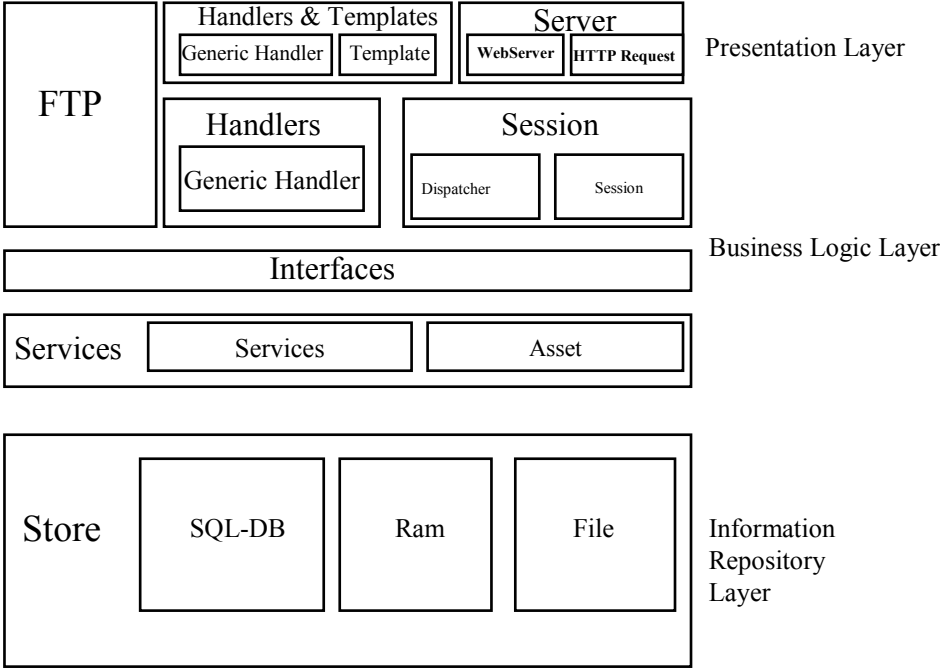 Handlers & Templates
Server
Generic Handler
Template
WebServer
HTTP Request
Presentation Layer
FTP
Handlers
Session
Generic Handler
Dispatcher
Session
Business Logic Layer
Interfaces
Services
Services
Asset
Store
SQL-DB
Ram
File
Information
Repository
Layer